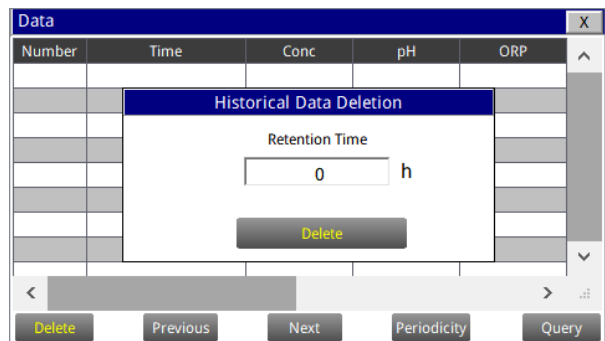 Data X
Number Time Conc pH ORP
Historical Data Deletion
Retention Time
0 h
Delete
Delete Previous Next Periodicity Query